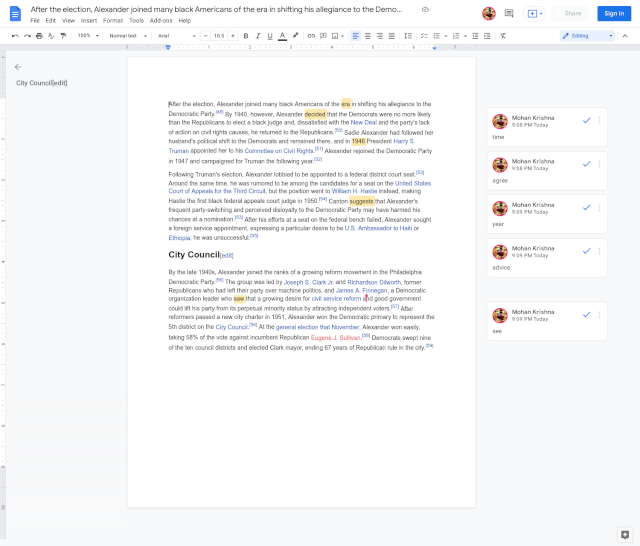 After the election, Alexander joined many black Americans of the era in shifting his allegiance to the Demo...
File Edit View Insert Format Tools Add-ons Help
Share
Sign in
100% Normal text Arial 10.5 B I U A Editing
City Council[edit]
After the election, Alexander joined many black Americans of the era in shifting his allegiance to the
Democratic Party.[49] By 1940, however, Alexander decided that the Democrats were no more likely
than the Republicans to elect a black judge and, dissatisfied with the New Deal and the party's lack
of action on civil rights causes, he returned to the Republicans.[50] Sadie Alexander had followed her
husband's political shift to the Democrats and remained there, and in 1946 President Harry S.
Truman appointed her to his Committee on Civil Rights.[51] Alexander rejoined the Democratic Party
in 1947 and campaigned for Truman the following year.[52]
Following Truman's election, Alexander lobbied to be appointed to a federal district court seat.[53]
Around the same time, he was rumored to be among the candidates for a seat on the United States
Court of Appeals for the Third Circuit, but the position went to William H. Hastie instead, making
Hastie the first black federal appeals court judge in 1950.[54] Canton suggests that Alexander's
frequent party-switching and perceived disloyalty to the Democratic Party may have harmed his
chances at a nomination.[53] After his efforts at a seat on the federal bench failed, Alexander sought
a foreign service appointment, expressing a particular desire to be U.S. Ambassador to Haiti or
Ethiopia; he was unsuccessful.[55]
City Council[edit]
By the late 1940s, Alexander joined the ranks of a growing reform movement in the Philadelphia
Democratic Party.[56] The group was led by Joseph S. Clark Jr. and Richardson Dilworth, former
Republicans who had left their party over machine politics, and James A. Finnegan, a Democratic
organization leader who saw that a growing desire for civil service reform and good government
could lift his party from its perpetual minority status by attracting independent voters.[57] After
reformers passed a new city charter in 1951, Alexander won the Democratic primary to represent the
5th district on the City Council.[56] At the general election that November, Alexander won easily,
taking 58% of the vote against incumbent Republican Eugene J. Sullivan.[58] Democrats swept nine
of the ten council districts and elected Clark mayor, ending 67 years of Republican rule in the city.[59]
Mohan Krishna
9:08 PM Today
time
Mohan Krishna
9:08 PM Today
agree
Mohan Krishna
9:09 PM Today
year
Mohan Krishna
9:09 PM Today
advice
Mohan Krishna
9:09 PM Today
see